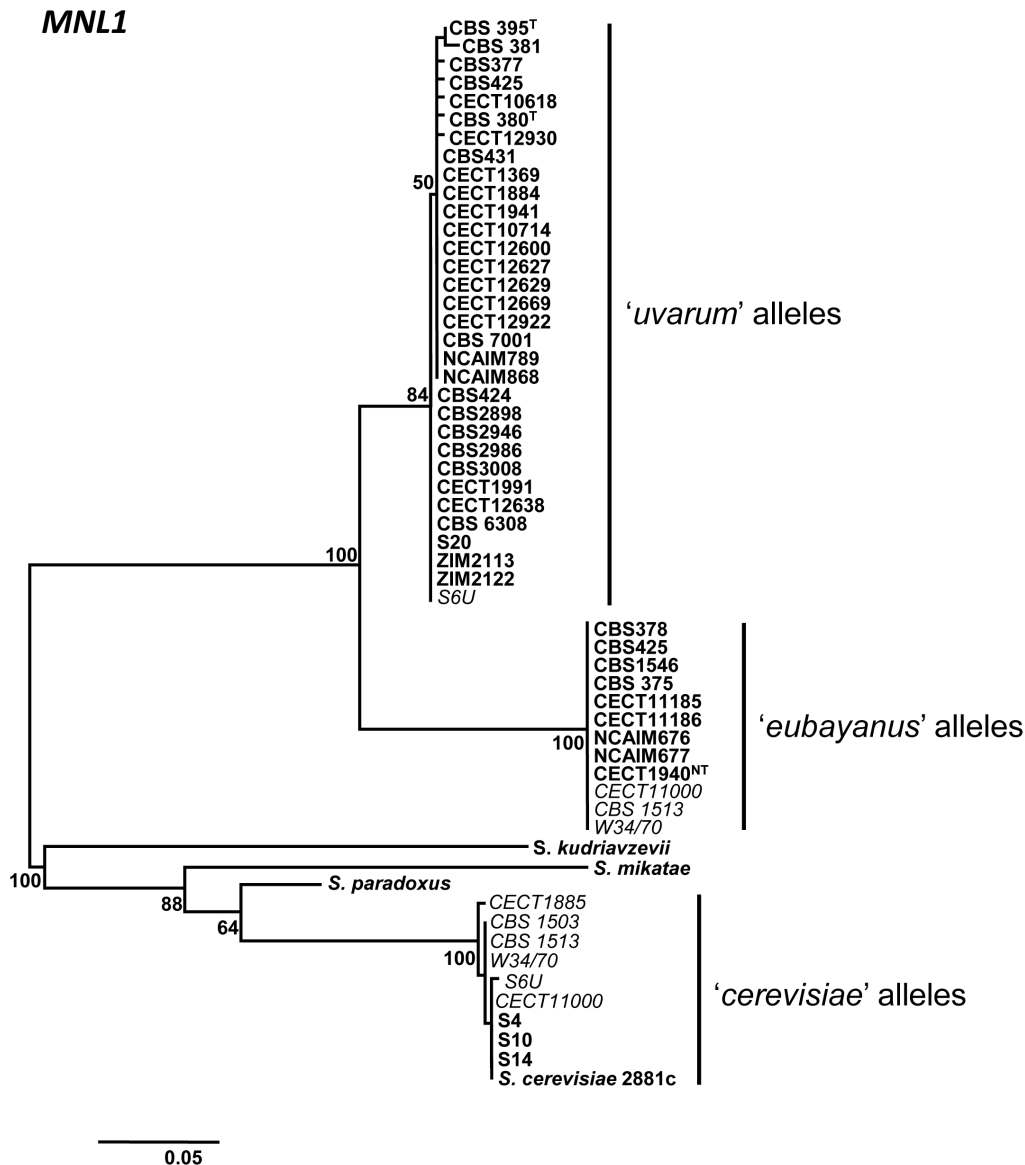 MNL1
CBS 395ᵀ
CBS 381
CBS377
CBS425
CECT10618
CBS 380ᵀ
CECT12930
CBS431
50
CECT1369
CECT1884
CECT1941
CECT10714
CECT12600
CECT12627
CECT12629
CECT12669
‘uvarum’ alleles
CECT12922
CBS 7001
NCAIM789
NCAIM868
84
CBS424
CBS2898
CBS2946
CBS2986
CBS3008
CECT1991
CECT12638
CBS 6308
S20
100
ZIM2113
ZIM2122
S6U
CBS378
CBS425
CBS1546
CBS 375
CECT11185
CECT11186
‘eubayanus’ alleles
NCAIM676
100
NCAIM677
CECT1940ᴺᵀ
CECT11000
CBS 1513
W34/70
S. kudriavzevii
S. mikatae
100
S. paradoxus
88
CECT1885
64
CBS 1503
CBS 1513
100
W34/70
S6U
‘cerevisiae’ alleles
CECT11000
S4
S10
S14
S. cerevisiae 2881c
0.05